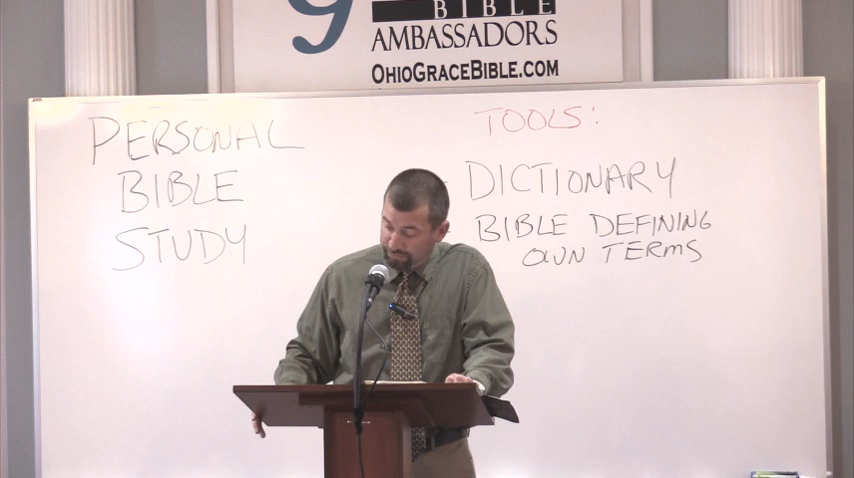 BIBLE
AMBASSADORS
OHIOGRACEBIBLE.COM
PERSONAL
BIBLE
STUDY
TOOLS:
DICTIONARY
BIBLE DEFINING
OWN TERMS